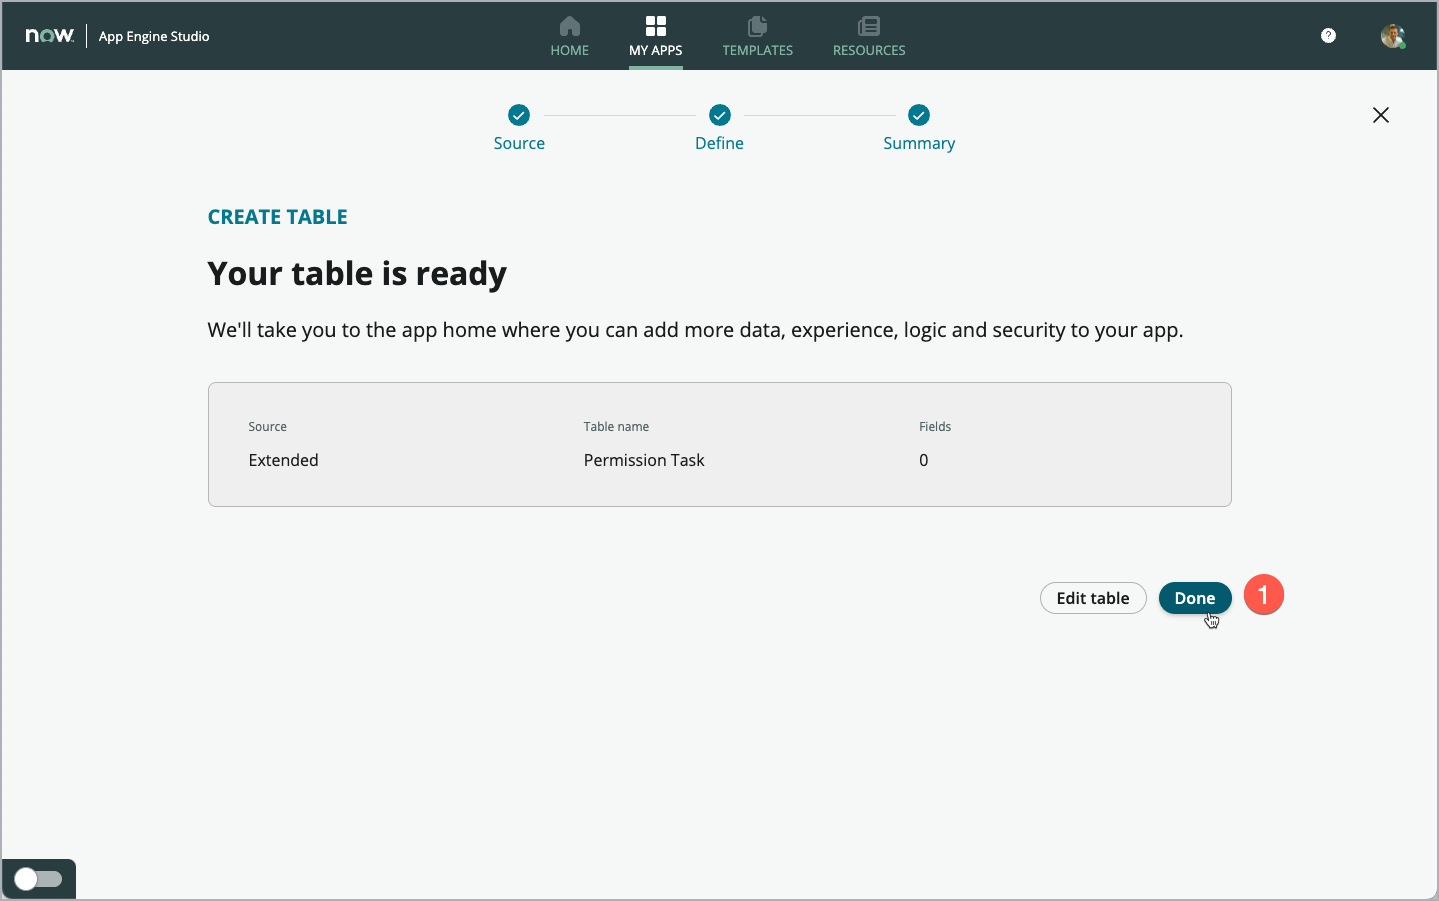 now. App Engine Studio
HOME
MY APPS
TEMPLATES
RESOURCES
?
Source
Define
Summary
CREATE TABLE
Your table is ready
We'll take you to the app home where you can add more data, experience, logic and security to your app.
Source Table name Fields
Extended Permission Task 0
Edit table Done 1